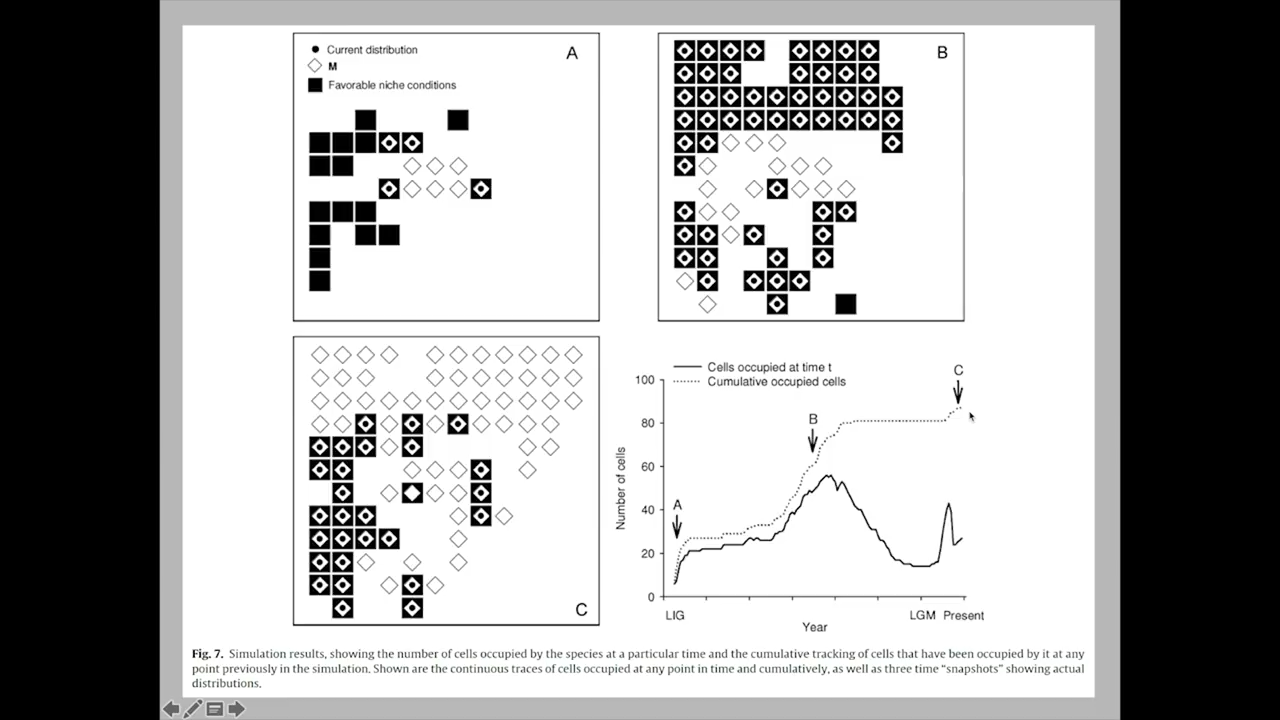 Current distribution
M
Favorable niche conditions
A
B
C
Cells occupied at time t
Cumulative occupied cells
100
80
60
40
20
0
Number of cells
A
B
C
LIG
LGM
Present
Year
Fig. 7. Simulation results, showing the number of cells occupied by the species at a particular time and the cumulative tracking of cells that have been occupied by it at any
point previously in the simulation. Shown are the continuous traces of cells occupied at any point in time and cumulatively, as well as three time "snapshots" showing actual
distributions.